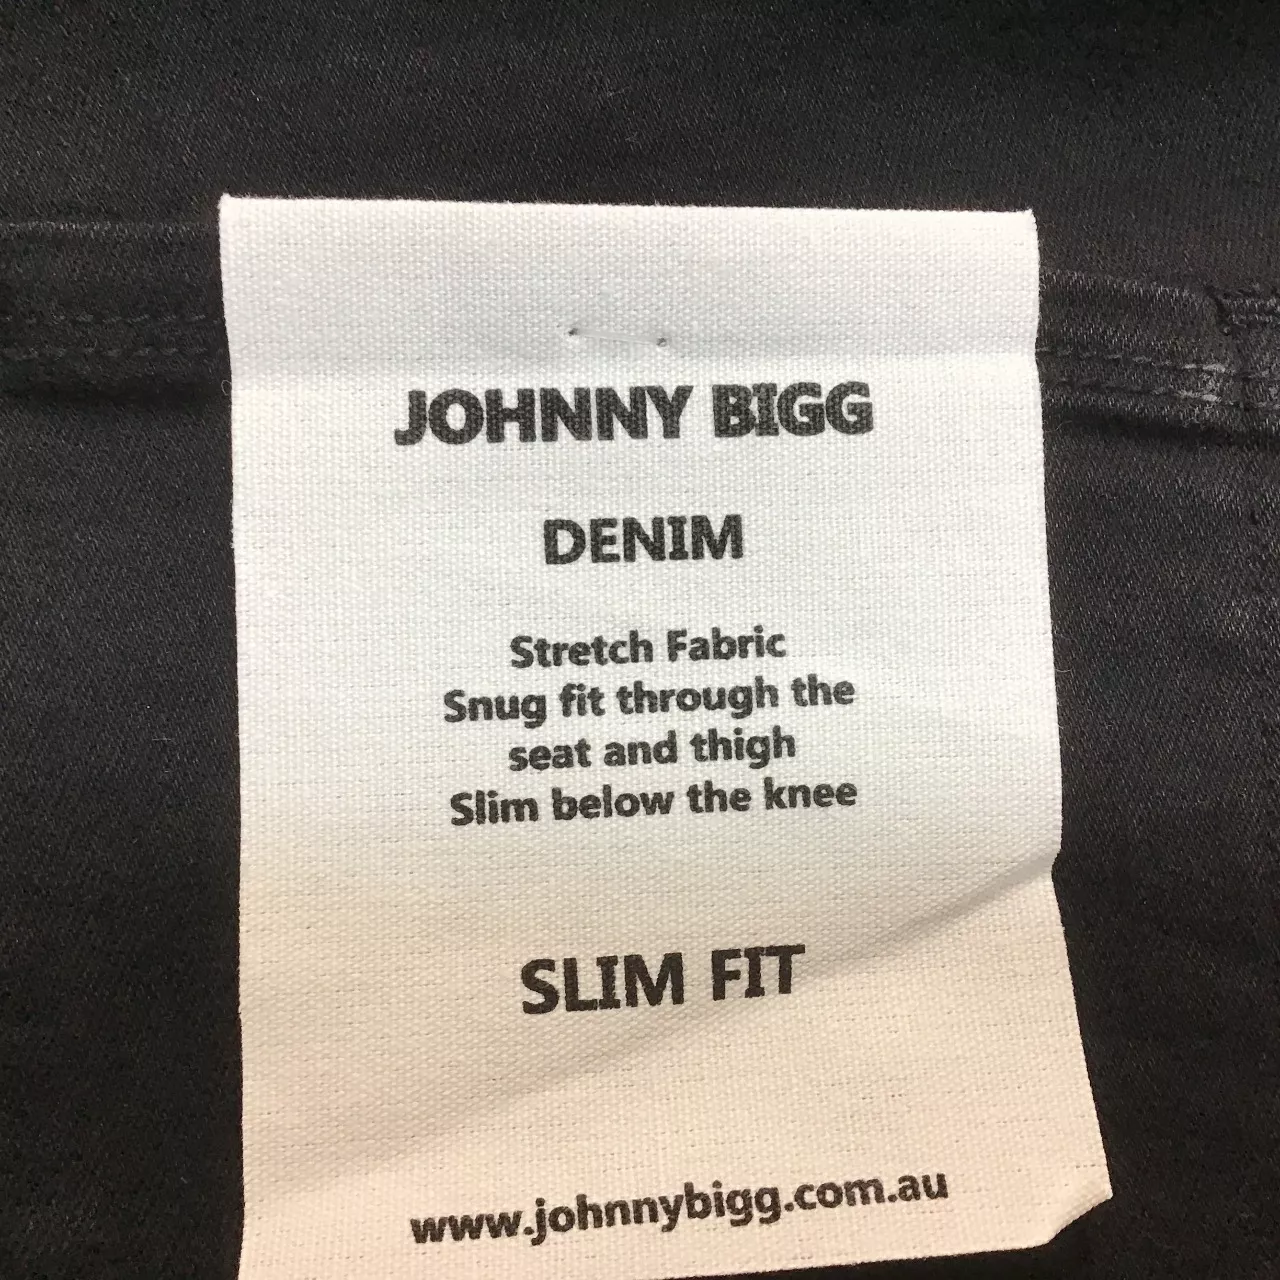 JOHNNY BIGG
DENIM
Stretch Fabric
Snug fit through the
seat and thigh
Slim below the knee
SLIM FIT
www.johnnybigg.com.au